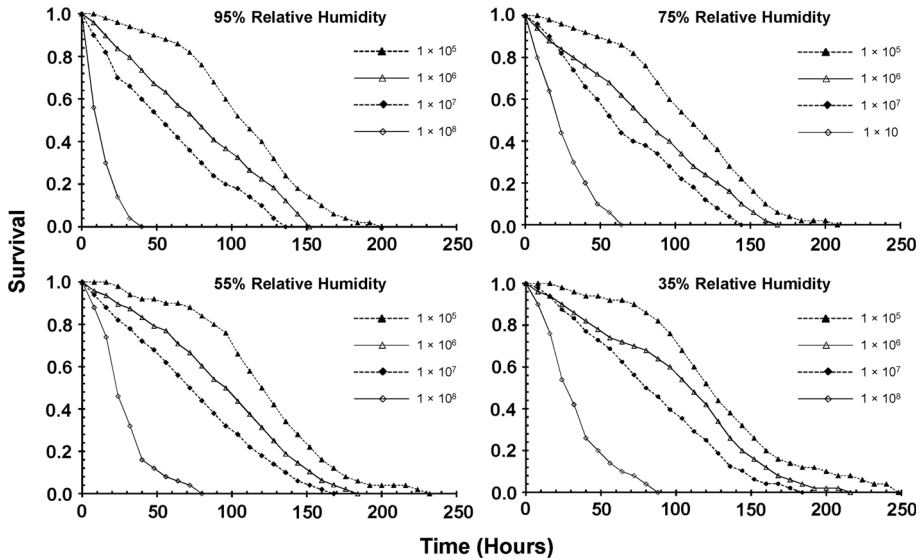 95% Relative Humidity
1.0
0.8
0.6
0.4
0.2
0.0
0 50 100 150 200 250
1 × 10⁵
1 × 10⁶
1 × 10⁷
1 × 10⁸
75% Relative Humidity
1.0
0.8
0.6
0.4
0.2
0.0
0 50 100 150 200 250
1 × 10⁵
1 × 10⁶
1 × 10⁷
1 × 10
Survival
55% Relative Humidity
1.0
0.8
0.6
0.4
0.2
0.0
0 50 100 150 200 250
1 × 10⁵
1 × 10⁶
1 × 10⁷
1 × 10⁸
35% Relative Humidity
1.0
0.8
0.6
0.4
0.2
0.0
0 50 100 150 200 250
1 × 10⁵
1 × 10⁶
1 × 10⁷
1 × 10⁸
Time (Hours)